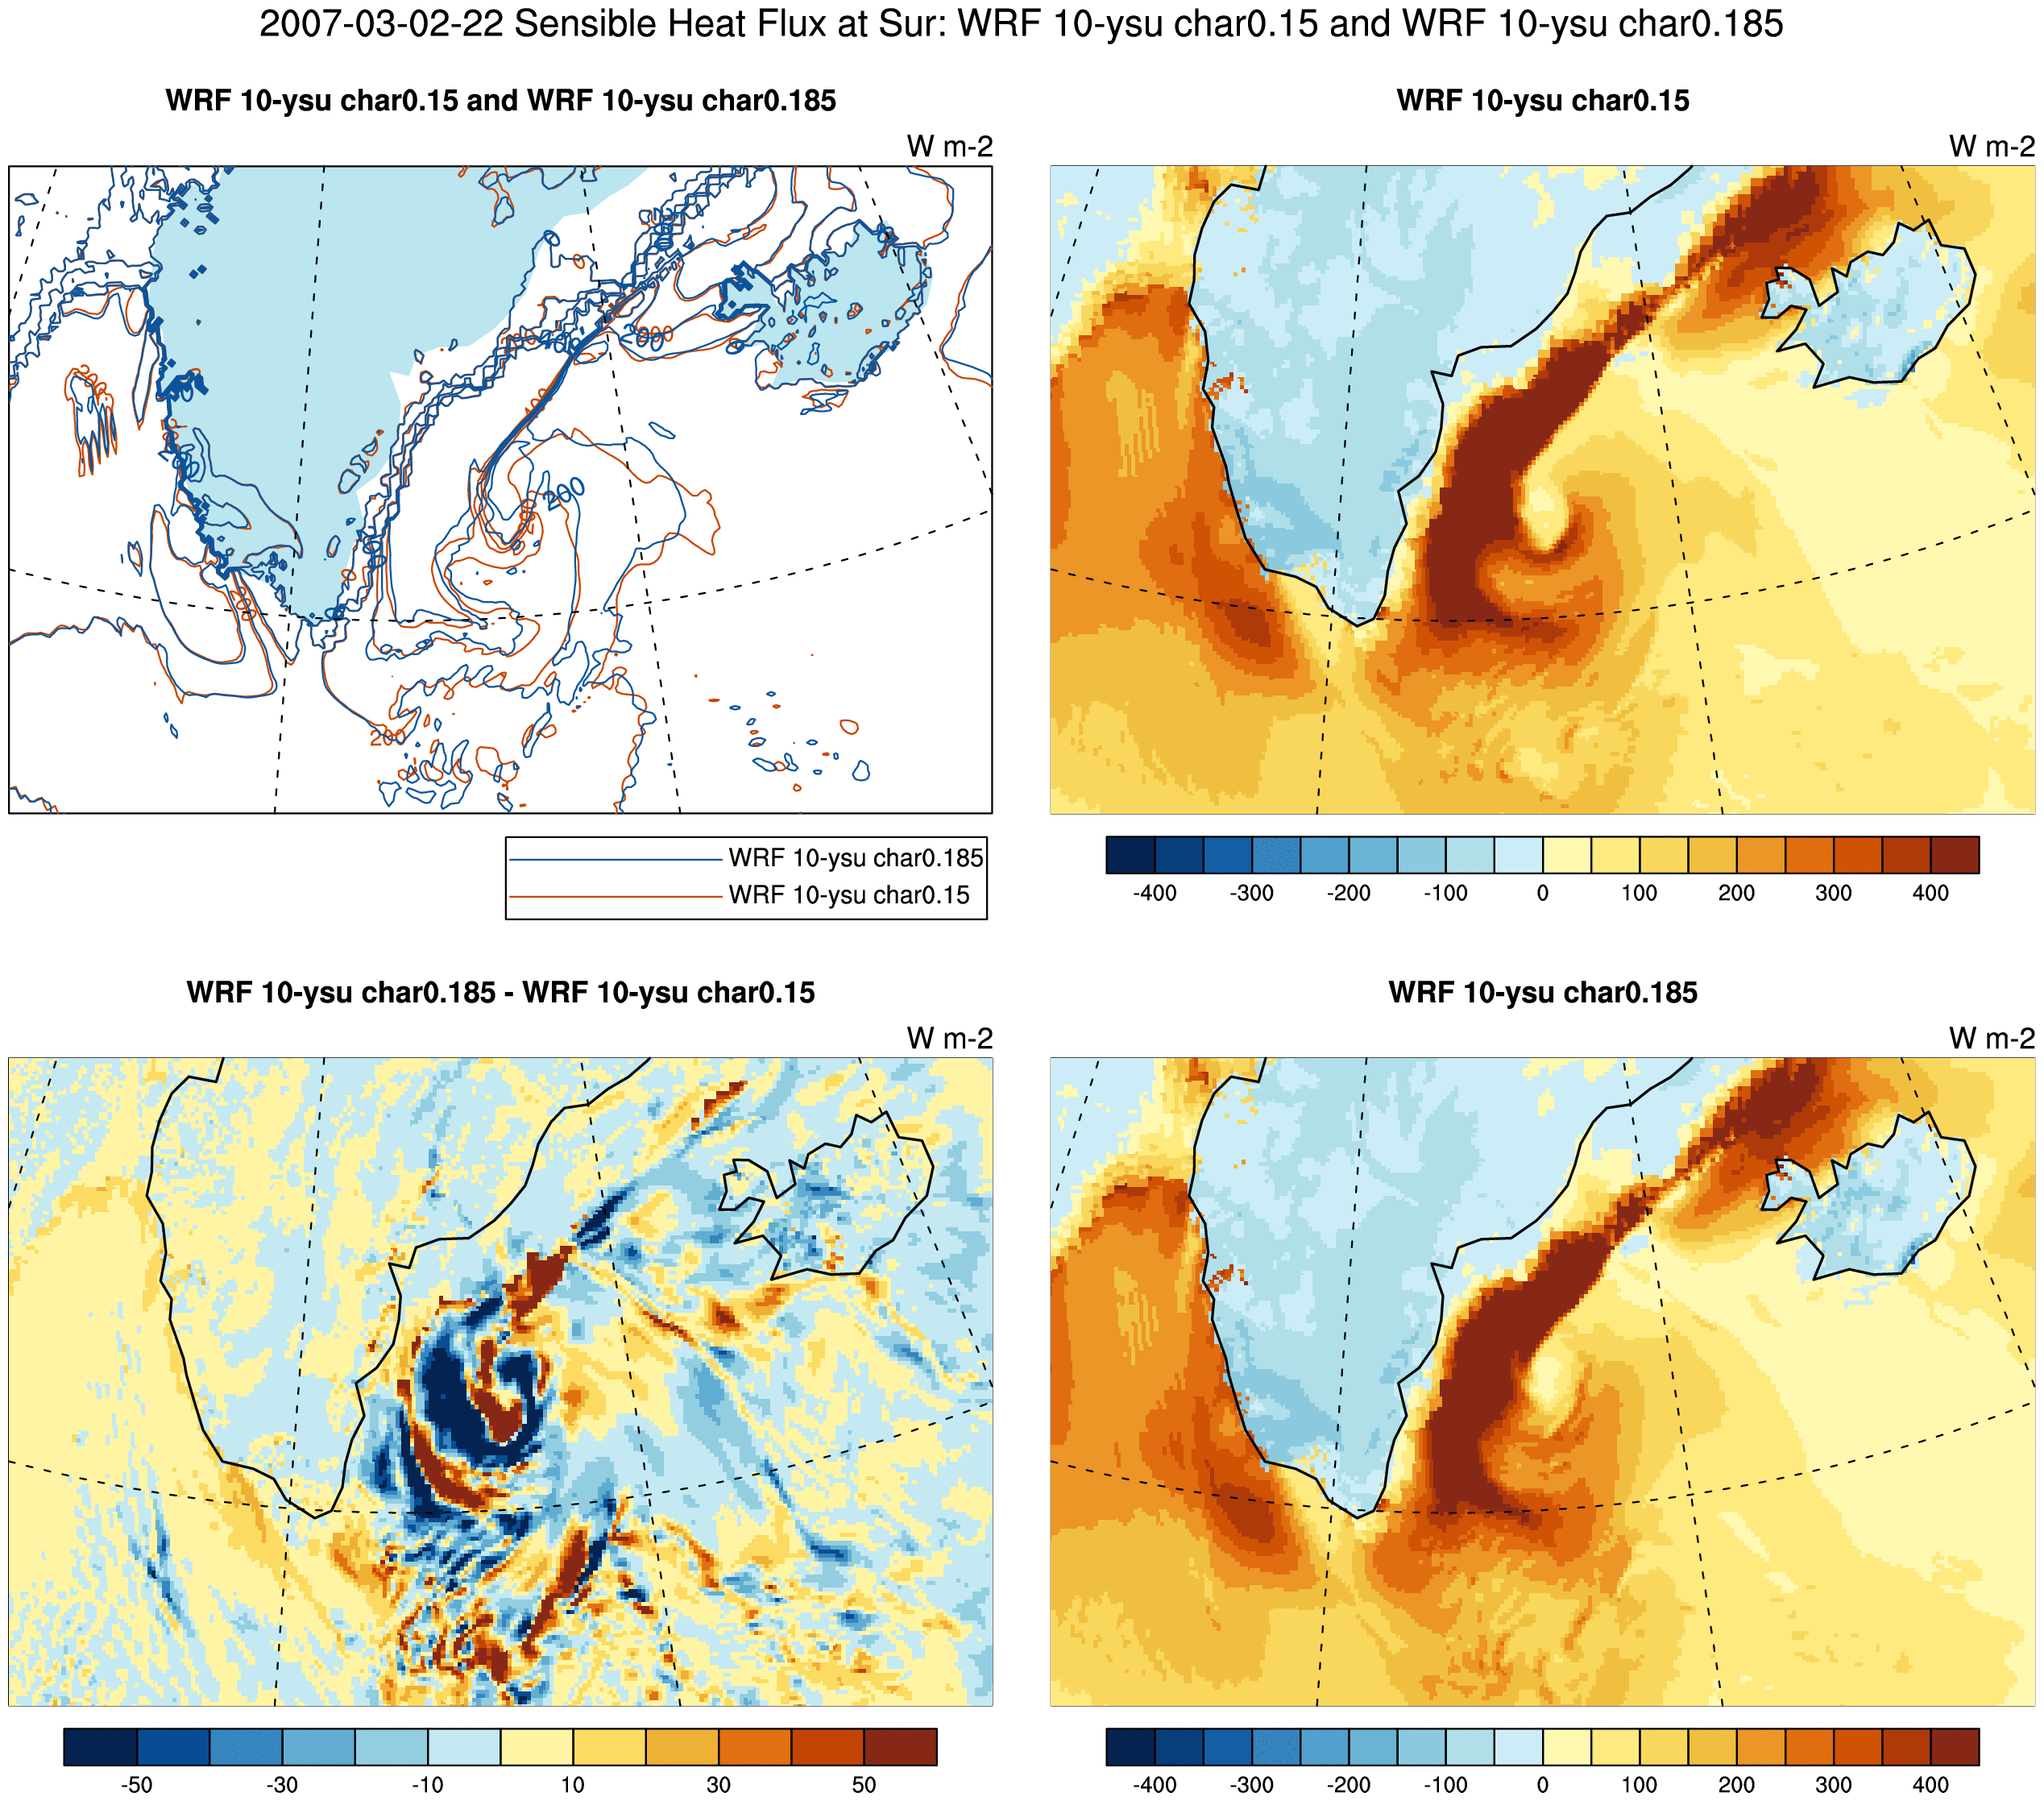 2007-03-02-22 Sensible Heat Flux at Sur: WRF 10-ysu char0.15 and WRF 10-ysu char0.185
WRF 10-ysu char0.15 and WRF 10-ysu char0.185
W m-2
WRF 10-ysu char0.185
WRF 10-ysu char0.15
WRF 10-ysu char0.15
W m-2
-400 -300 -200 -100 0 100 200 300 400
WRF 10-ysu char0.185 - WRF 10-ysu char0.15
W m-2
-50 -30 -10 10 30 50
WRF 10-ysu char0.185
W m-2
-400 -300 -200 -100 0 100 200 300 400